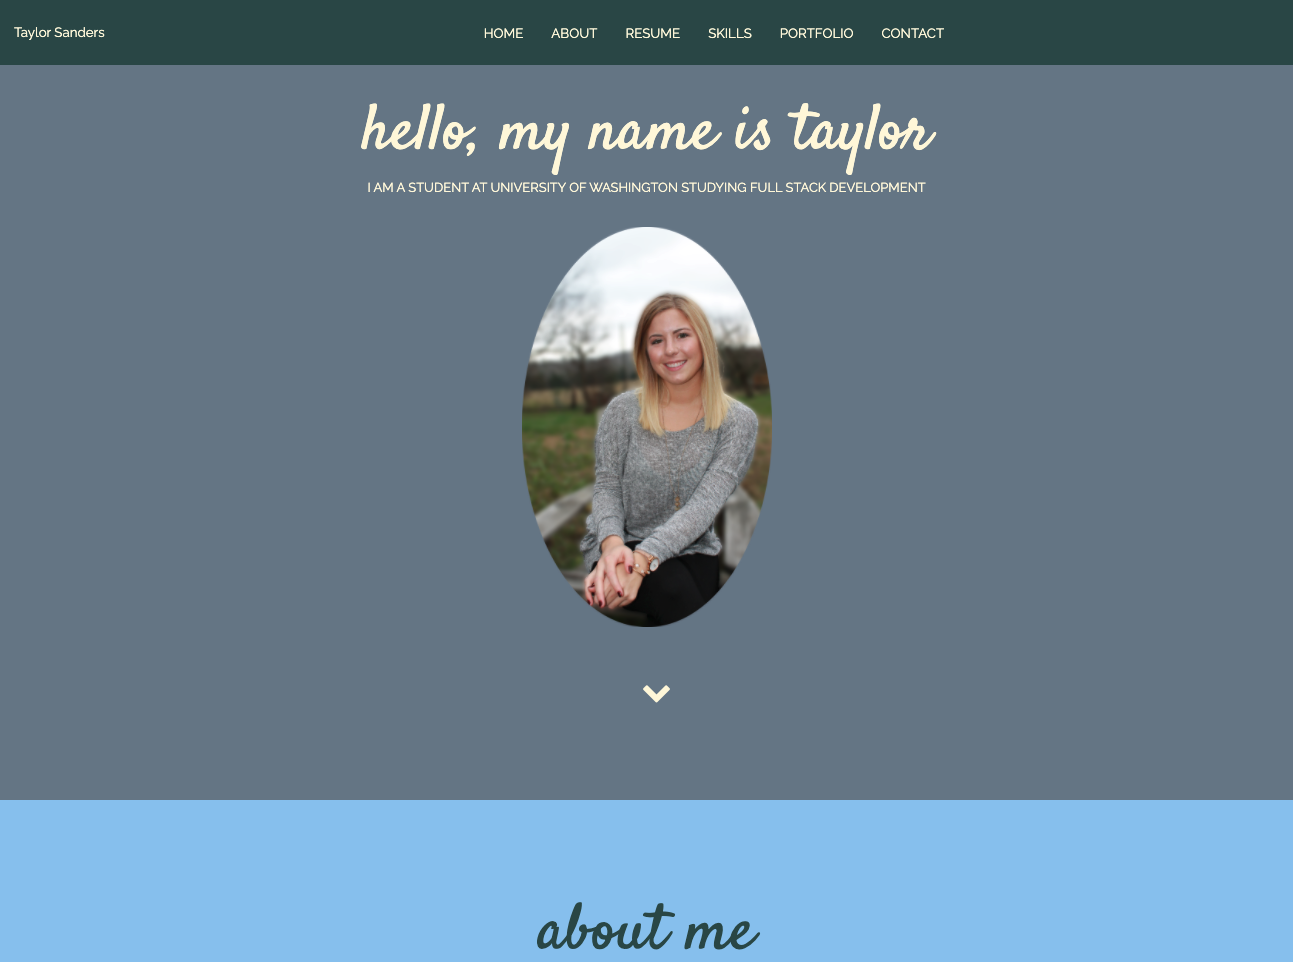 Taylor Sanders
HOME ABOUT RESUME SKILLS PORTFOLIO CONTACT
hello, my name is taylor
I AM A STUDENT AT UNIVERSITY OF WASHINGTON STUDYING FULL STACK DEVELOPMENT
about me